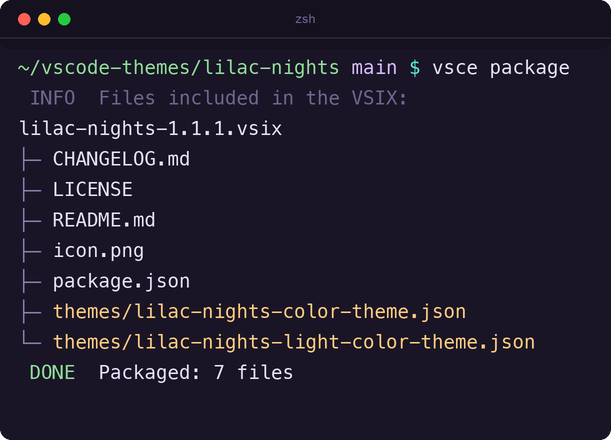 zsh
~/vscode-themes/lilac-nights main $ vsce package
INFO  Files included in the VSIX:
lilac-nights-1.1.1.vsix
├─ CHANGELOG.md
├─ LICENSE
├─ README.md
├─ icon.png
├─ package.json
├─ themes/lilac-nights-color-theme.json
└─ themes/lilac-nights-light-color-theme.json
DONE  Packaged: 7 files